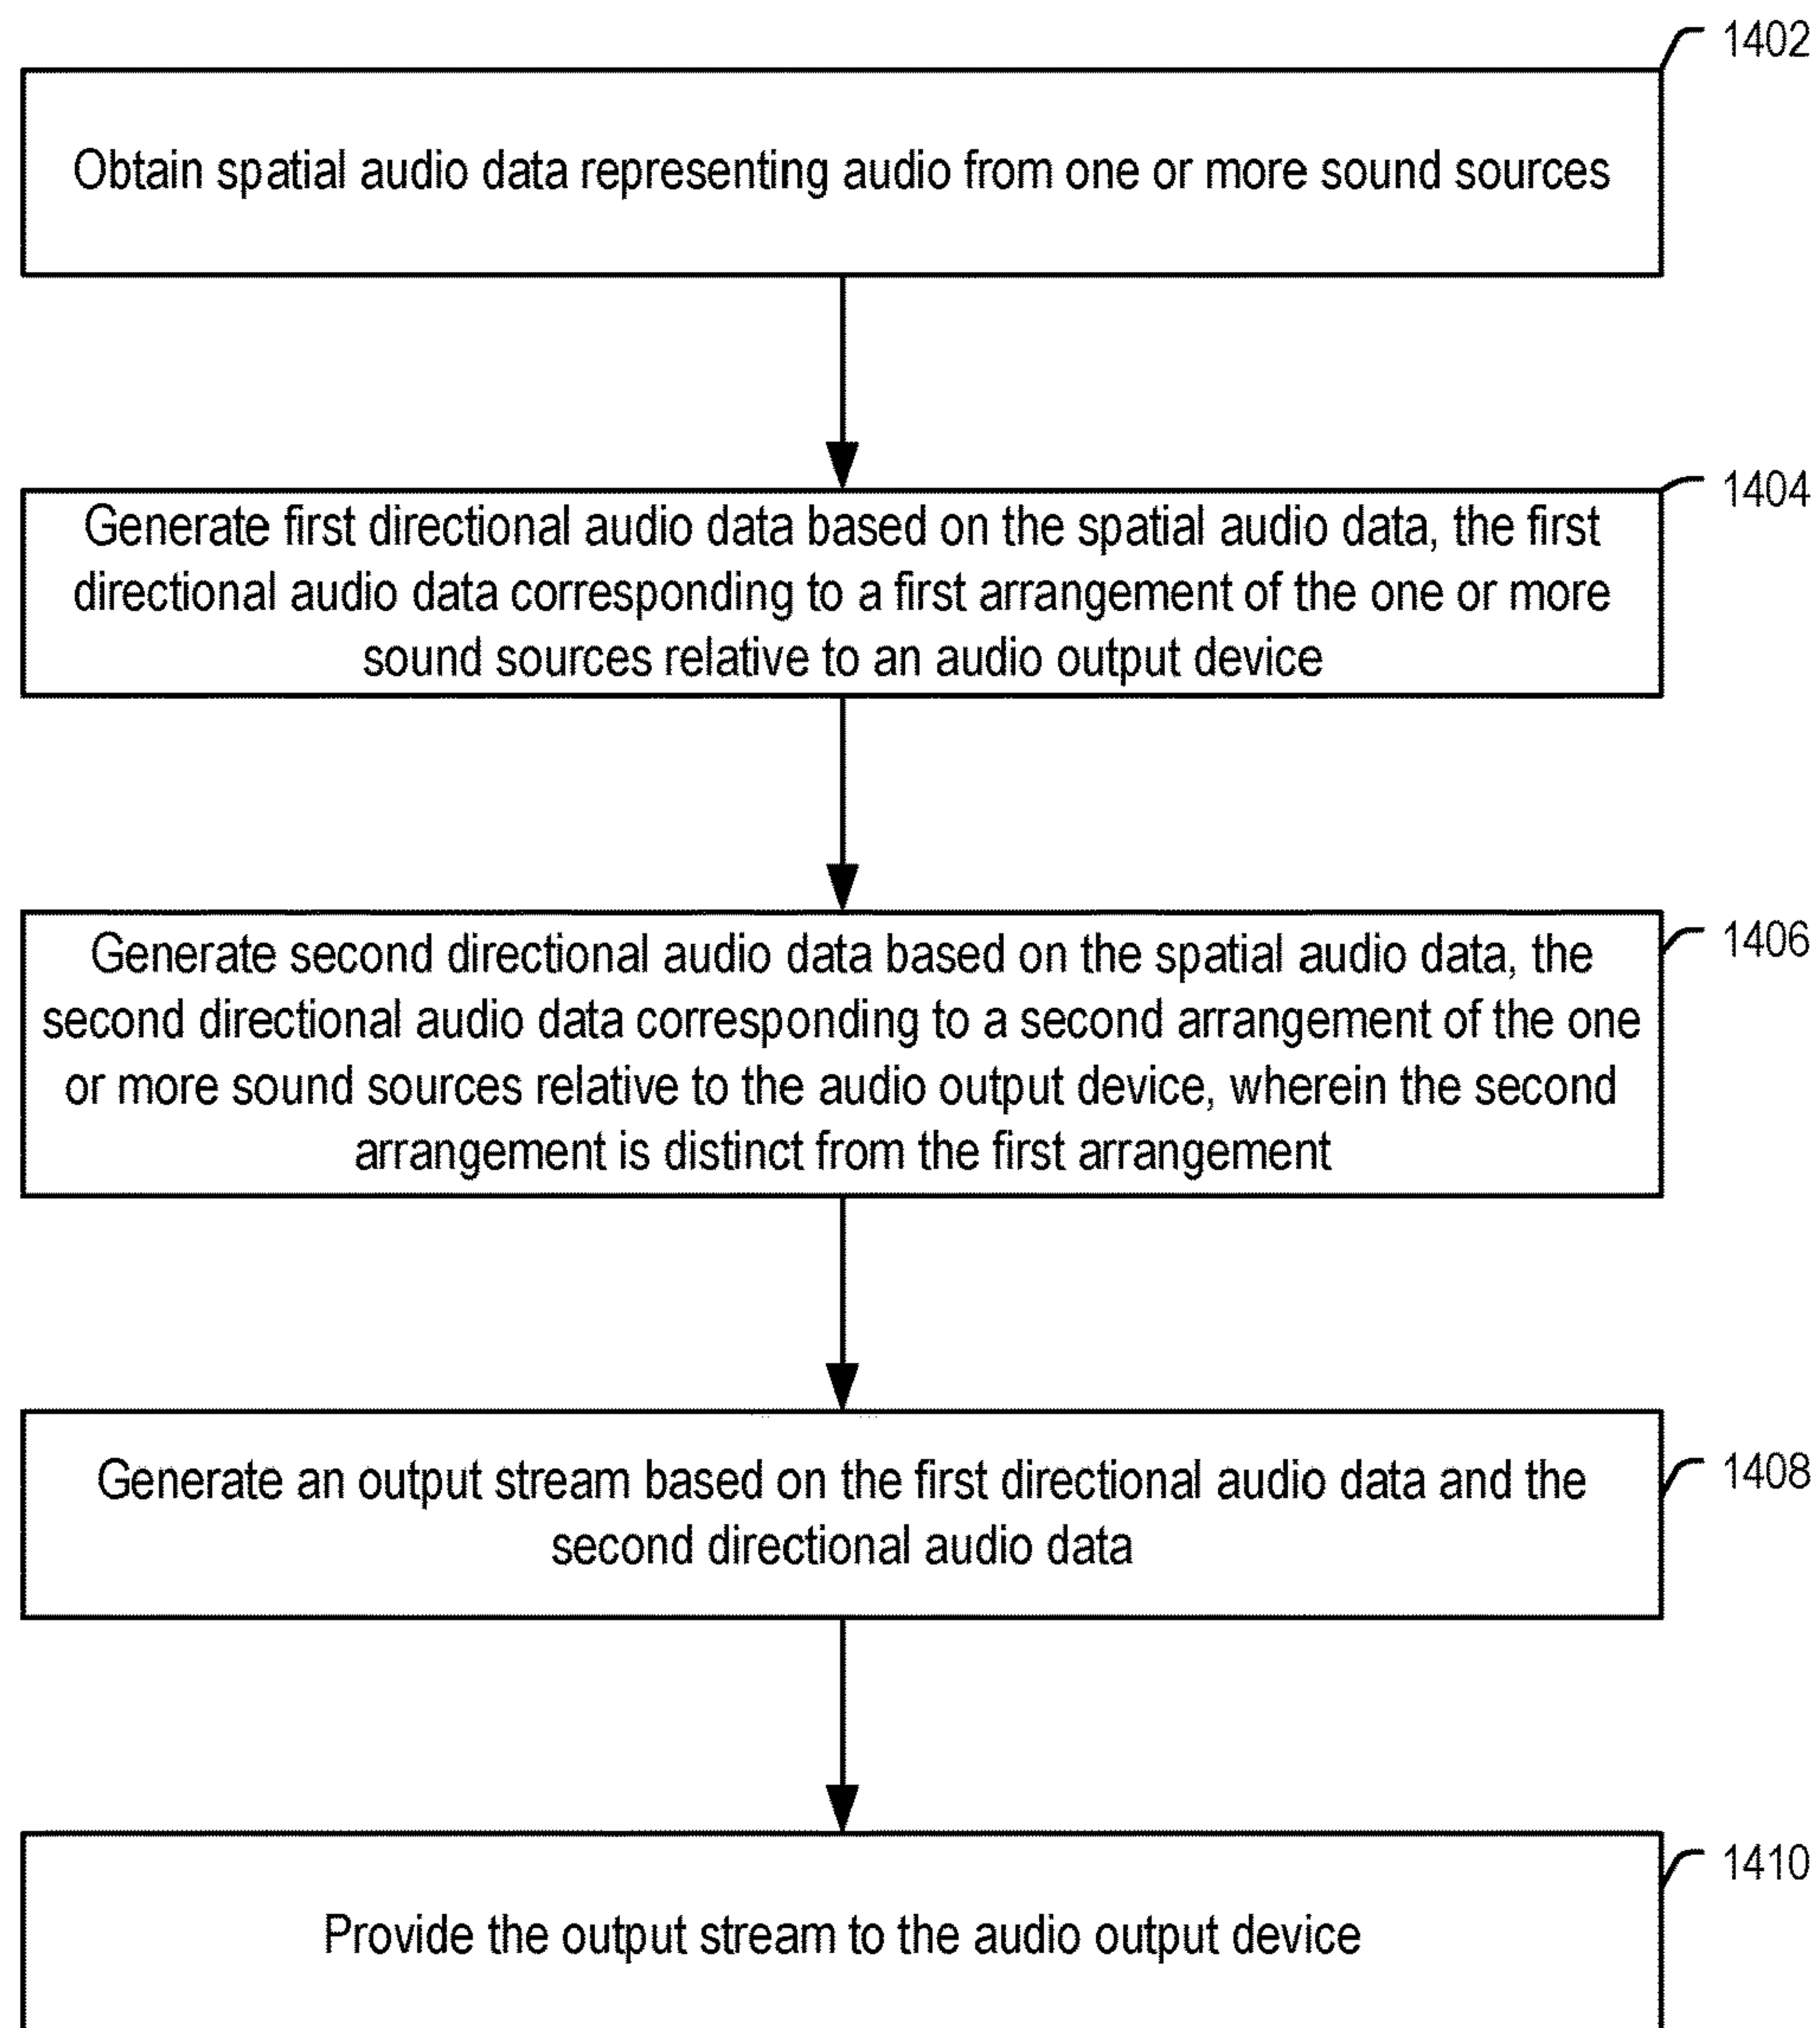 1402
Obtain spatial audio data representing audio from one or more sound sources
1404
Generate first directional audio data based on the spatial audio data, the first
directional audio data corresponding to a first arrangement of the one or more
sound sources relative to an audio output device
1406
Generate second directional audio data based on the spatial audio data, the
second directional audio data corresponding to a second arrangement of the one
or more sound sources relative to the audio output device, wherein the second
arrangement is distinct from the first arrangement
1408
Generate an output stream based on the first directional audio data and the
second directional audio data
1410
Provide the output stream to the audio output device